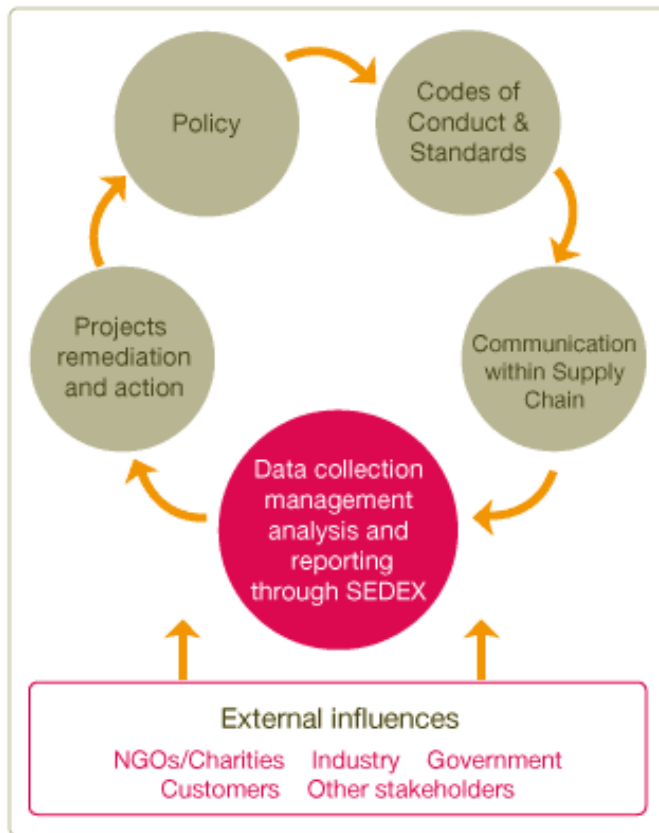 Policy
Codes of
Conduct &
Standards
Communication
within Supply
Chain
Data collection
management
analysis and
reporting
through SEDEX
Projects
remediation
and action
External influences
NGOs/Charities Industry Government
Customers Other stakeholders